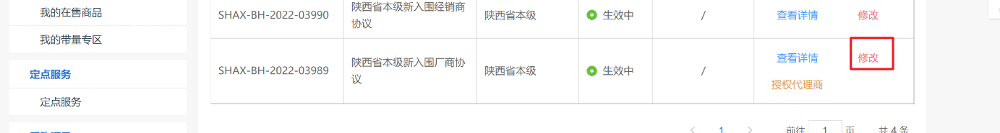 我的在售商品
我的带量专区
定点服务
定点服务
SHAX-BH-2022-03990
陕西省本级新入围经销商
协议
陕西省本级
生效中
/
查看详情
修改
SHAX-BH-2022-03989
陕西省本级新入围厂商协
议
陕西省本级
生效中
/
查看详情
修改
授权代理商
1
前往 1 页
共 4 条